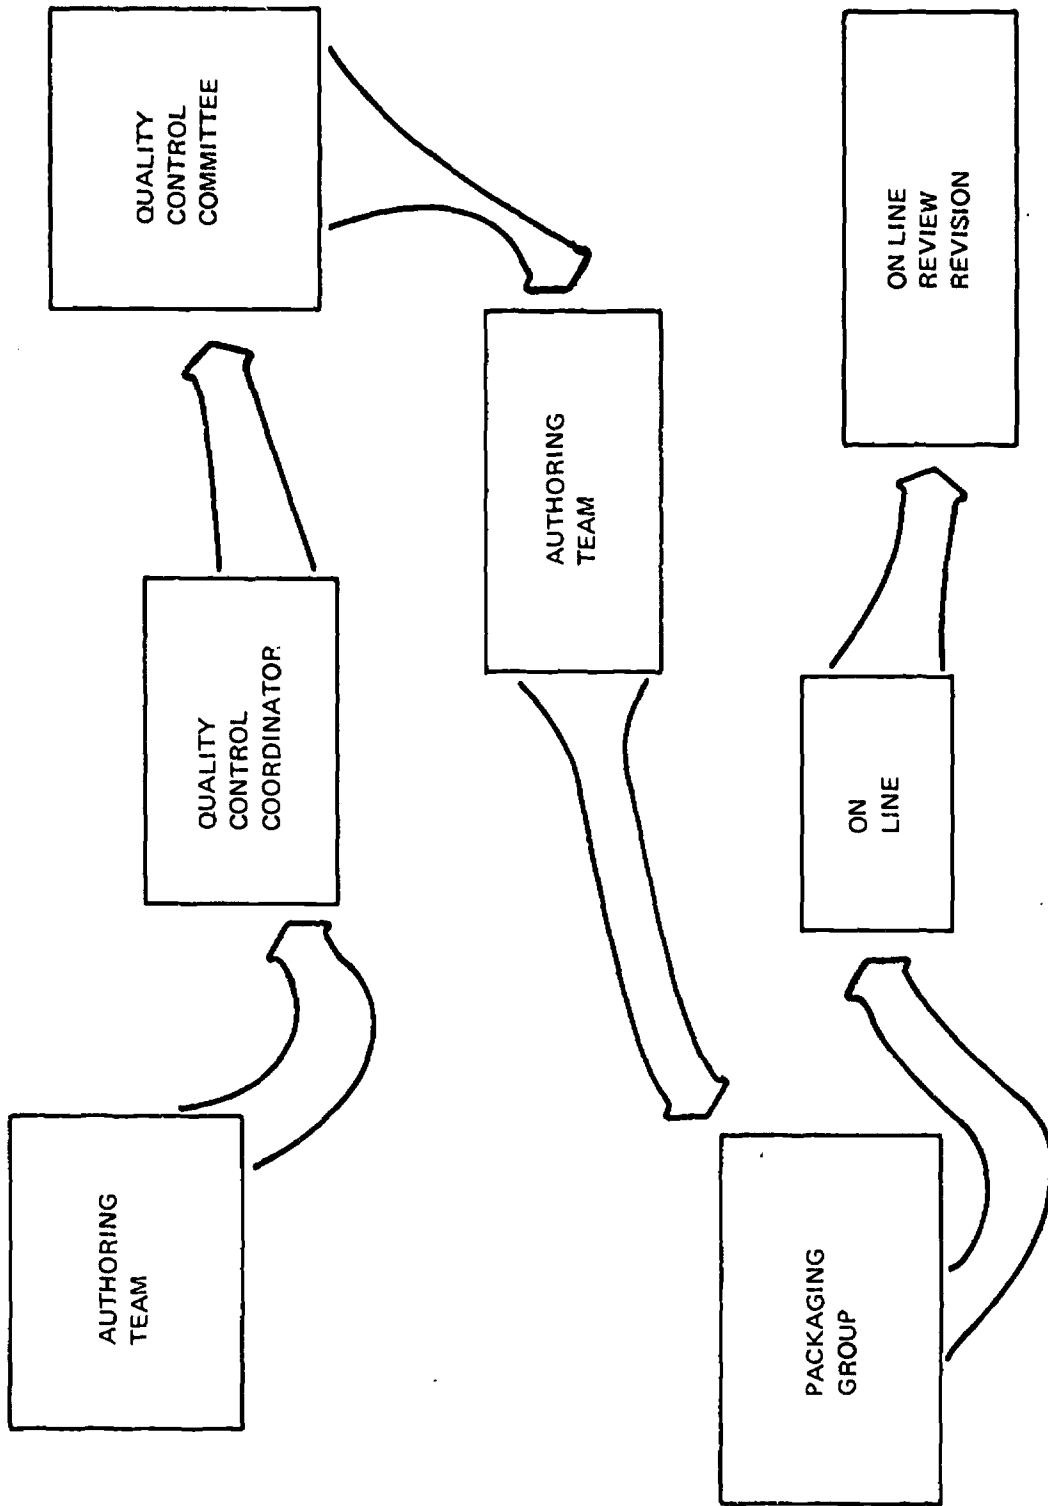 AUTHORING
TEAM
QUALITY
CONTROL
COORDINATOR
QUALITY
CONTROL
COMMITTEE
AUTHORING
TEAM
PACKAGING
GROUP
ON
LINE
ON LINE
REVIEW
REVISION